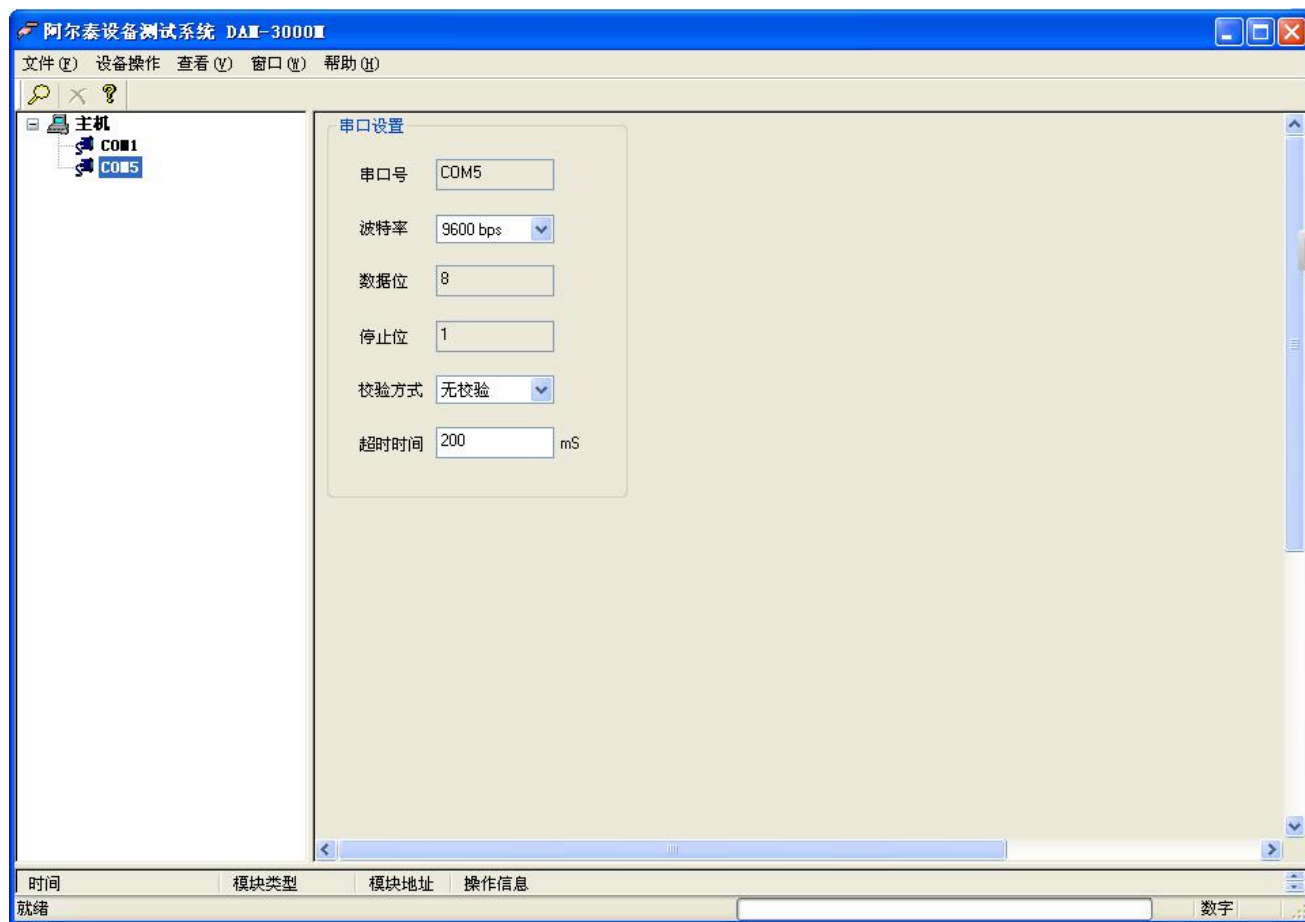 阿尔泰设备测试系统 DAM-3000M
文件(F) 设备操作 查看(V) 窗口(W) 帮助(H)
主机
COM1
COM5
串口设置
串口号 COM5
波特率 9600 bps
数据位 8
停止位 1
校验方式 无校验
超时时间 200 mS
时间 模块类型 模块地址 操作信息
就绪 数字